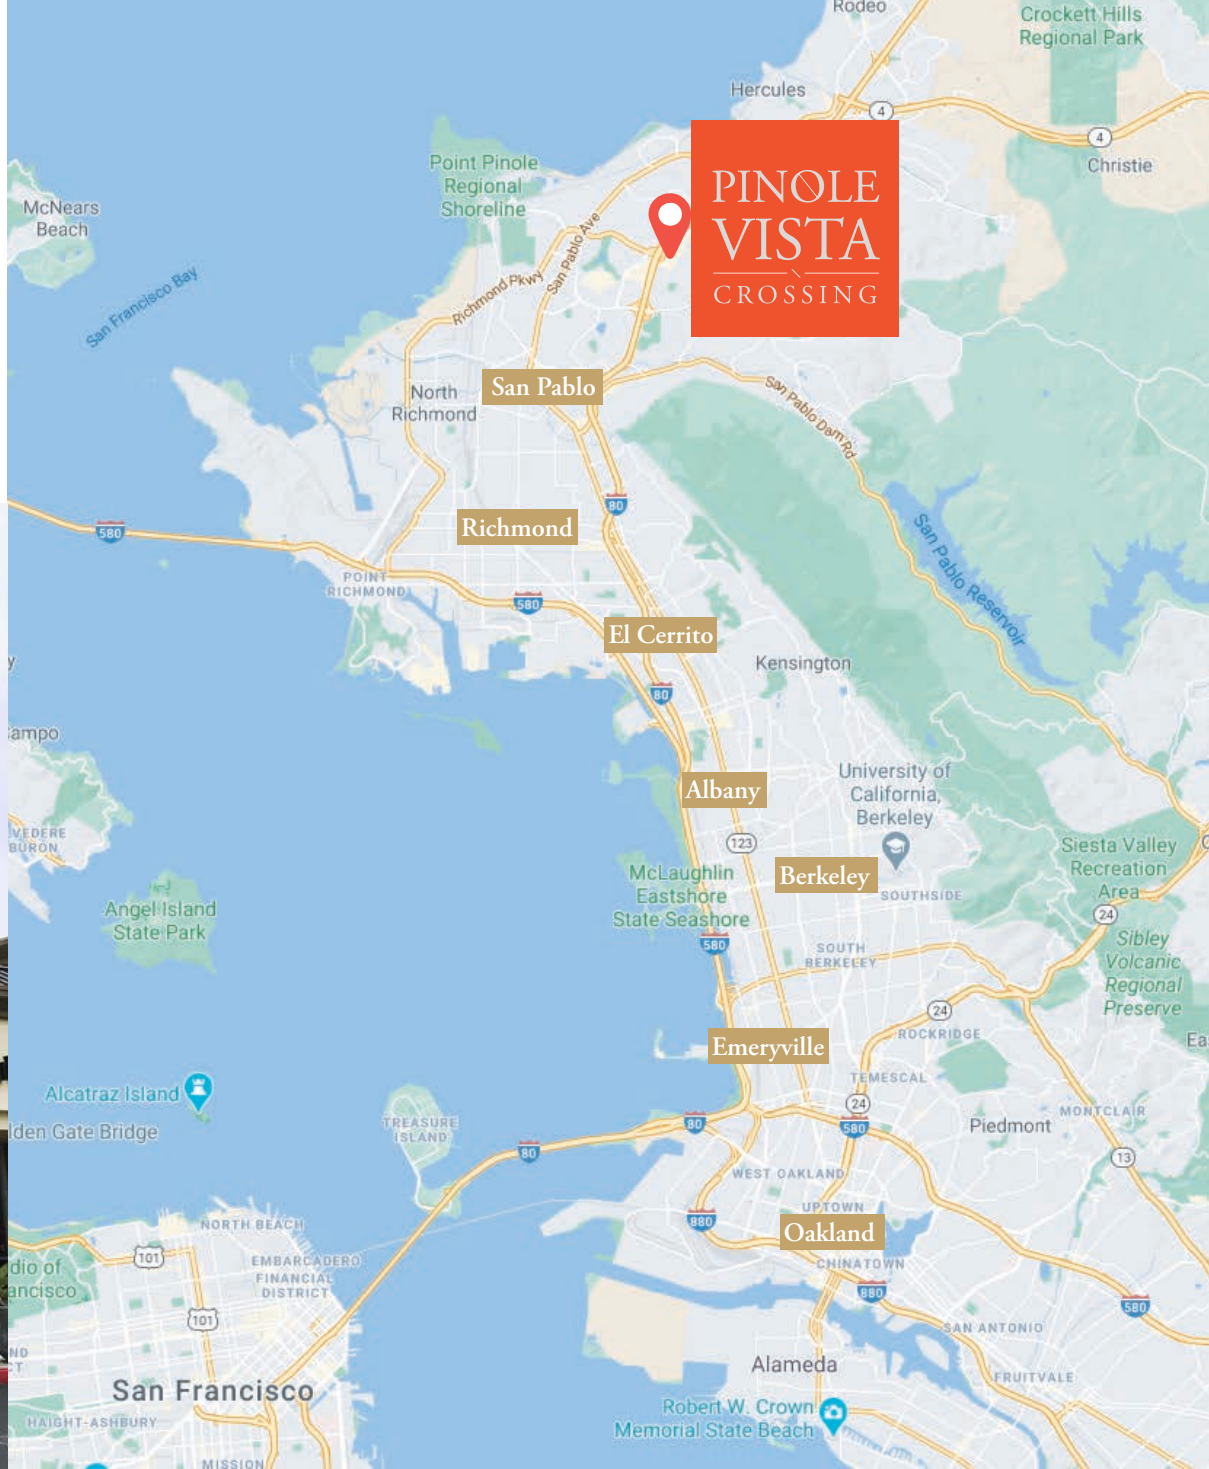 Rodeo
Crockett Hills
Regional Park
Hercules
4
4
Christie
Point Pinole
Regional
Shoreline
PINOLE
VISTA
CROSSING
McNears
Beach
San Pablo Ave
San Francisco Bay
Richmond Pkwy
San Pablo
North
Richmond
San Pablo Dam Rd
80
Richmond
580
San Pablo Reservoir
POINT
RICHMOND
580
El Cerrito
Kensington
80
ampo
Albany
University of
California,
Berkeley
VEDERE
BURON
123
Siesta Valley
Recreation
Area
McLaughlin
Eastshore
State Seashore
Berkeley
SOUTHSIDE
Angel Island
State Park
24
580
SOUTH
BERKELEY
Sibley
Volcanic
Regional
Preserve
24
ROCKRIDGE
Emeryville
Ea
TEMESCAL
Alcatraz Island
24
lden Gate Bridge
TREASURE
ISLAND
80
580
Piedmont
MONTCLAIR
80
13
WEST OAKLAND
UPTOWN
880
Oakland
NORTH BEACH
101
EMBARCADERO
FINANCIAL
DISTRICT
CHINATOWN
dio of
ancisco
880
580
101
SAN ANTONIO
ND
CT
Alameda
FRUITVALE
San Francisco
Robert W. Crown
Memorial State Beach
HAIGHT-ASHBURY
MISSION